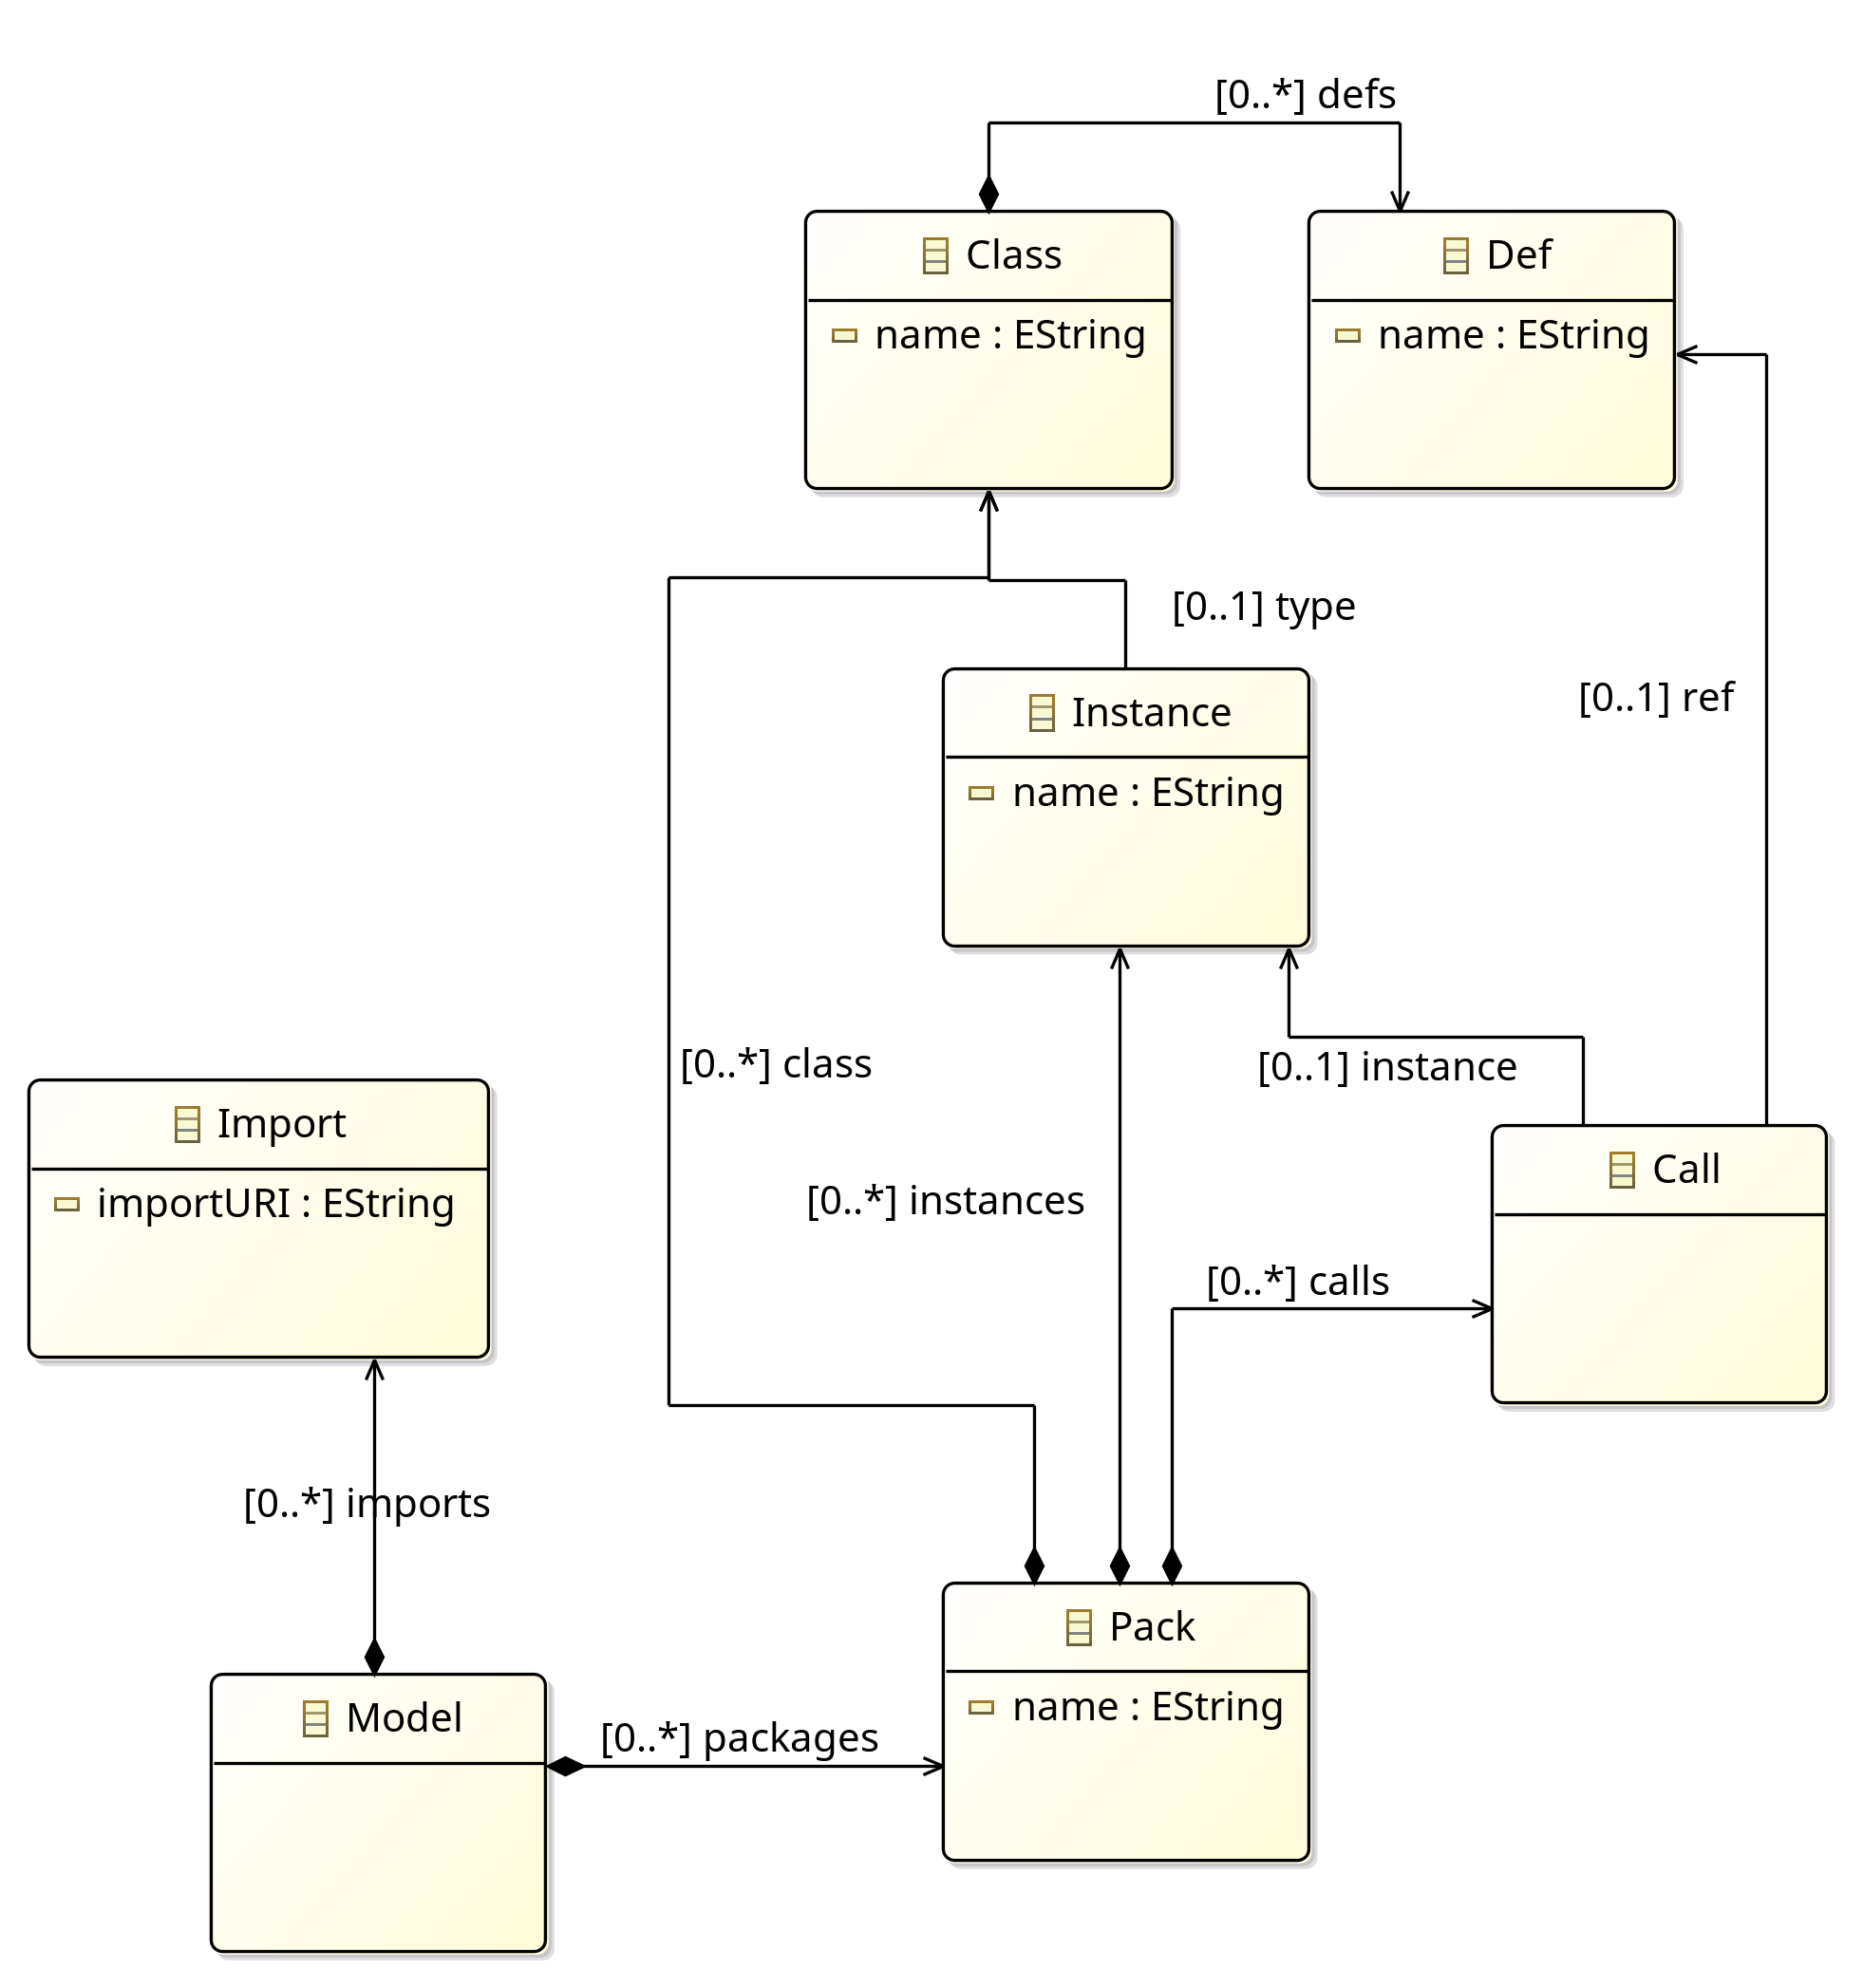 [0..*] defs
Class
name : EString
Def
name : EString
[0..1] type
[0..1] ref
Instance
name : EString
[0..*] class
[0..1] instance
Import
importURI : EString
Call
[0..*] instances
[0..*] calls
[0..*] imports
Pack
name : EString
Model
[0..*] packages